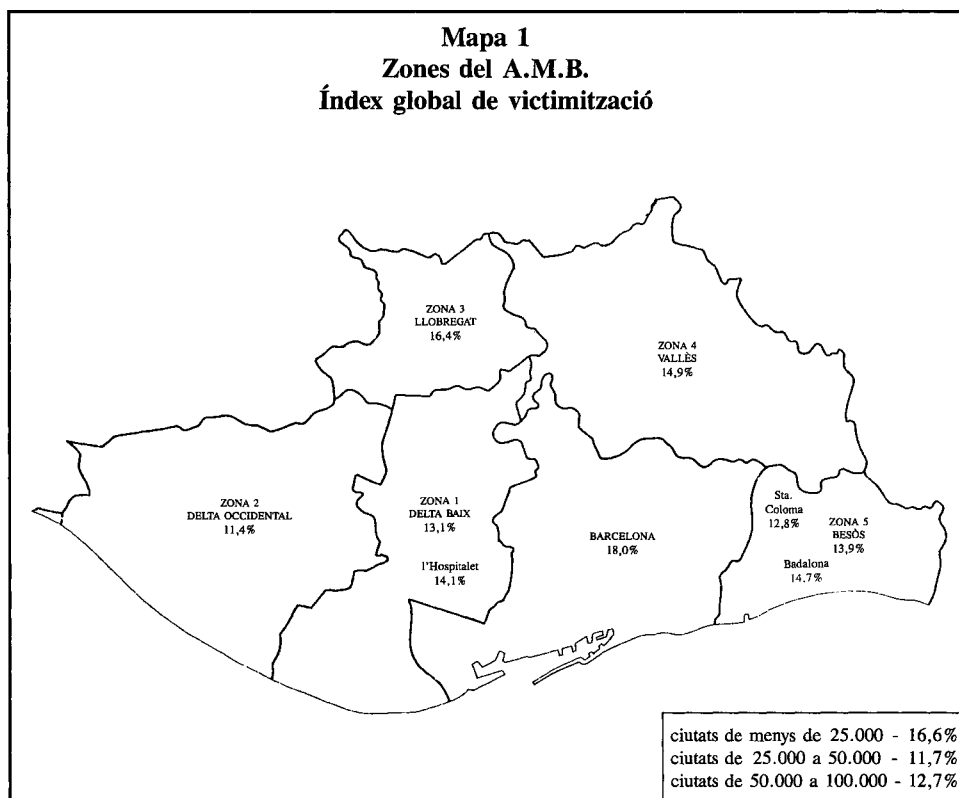 Mapa 1
Zones del A.M.B.
Índex global de victimització
ZONA 3
LLOBREGAT
16,4%
ZONA 4
VALLÈS
14,9%
ZONA 2
DELTA OCCIDENTAL
11,4%
ZONA 1
DELTA BAIX
13,1%
l'Hospitalet
14,1%
BARCELONA
18,0%
Sta.
Coloma
12,8%
ZONA 5
BESÒS
13,9%
Badalona
14.7%
ciutats de menys de 25.000 - 16,6%
ciutats de 25.000 a 50.000 - 11,7%
ciutats de 50.000 a 100.000 - 12,7%